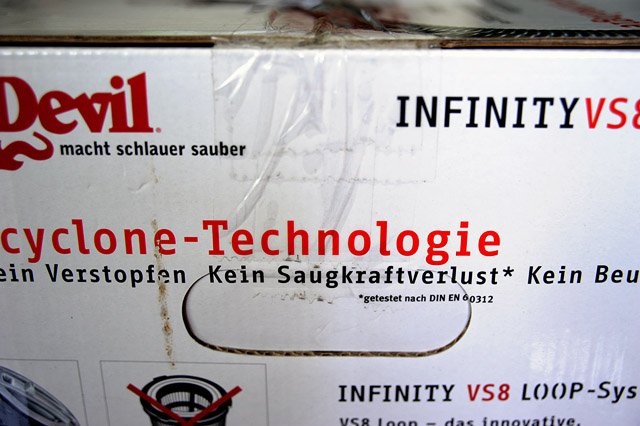 Devil
INFINITY VS8
macht schlauer sauber
cyclone-Technologie
ein Verstopfen Kein Saugkraftverlust* Kein Beu
*getestet nach DIN EN 60312
INFINITY VS8 LOOP-Sys
VS8 Loop – das innovative,